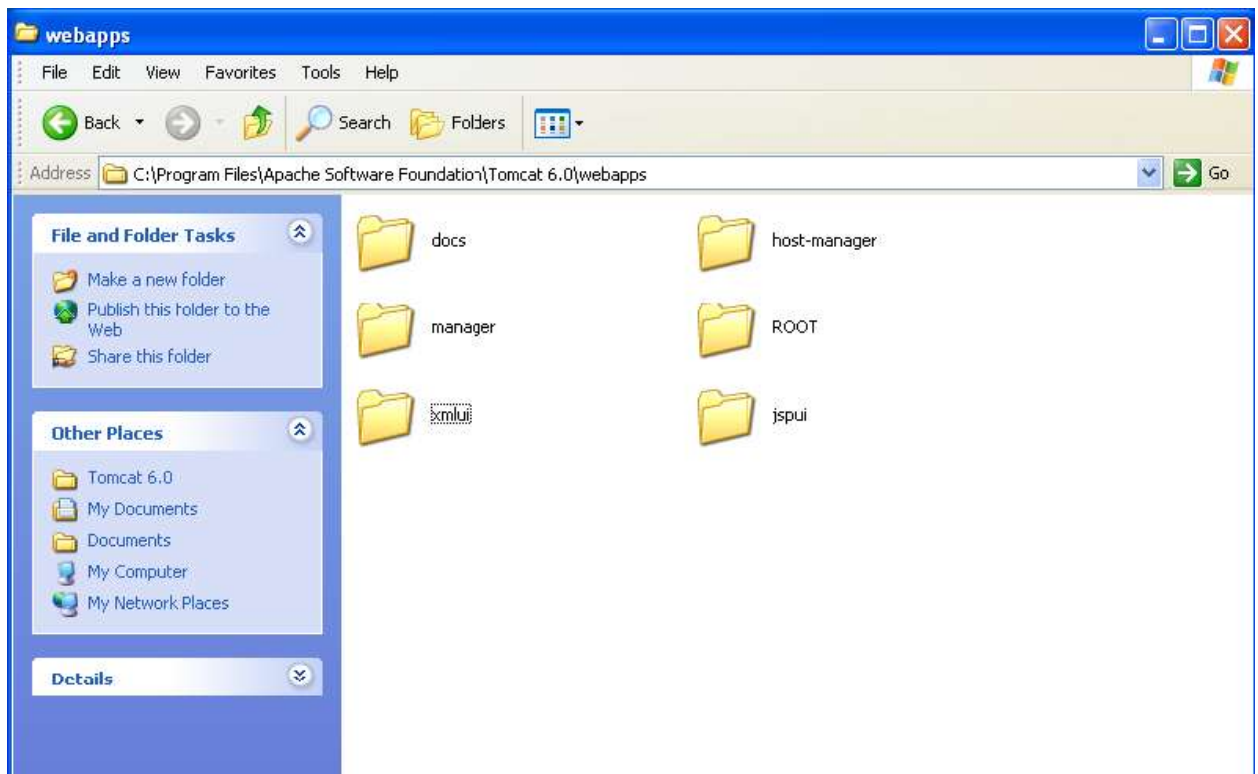 webapps
File Edit View Favorites Tools Help
Back Search Folders
Address C:\Program Files\Apache Software Foundation\Tomcat 6.0\webapps Go
File and Folder Tasks
Make a new folder
Publish this folder to the
Web
Share this folder
Other Places
Tomcat 6.0
My Documents
Documents
My Computer
My Network Places
Details
docs host-manager
manager ROOT
xmlui jspui